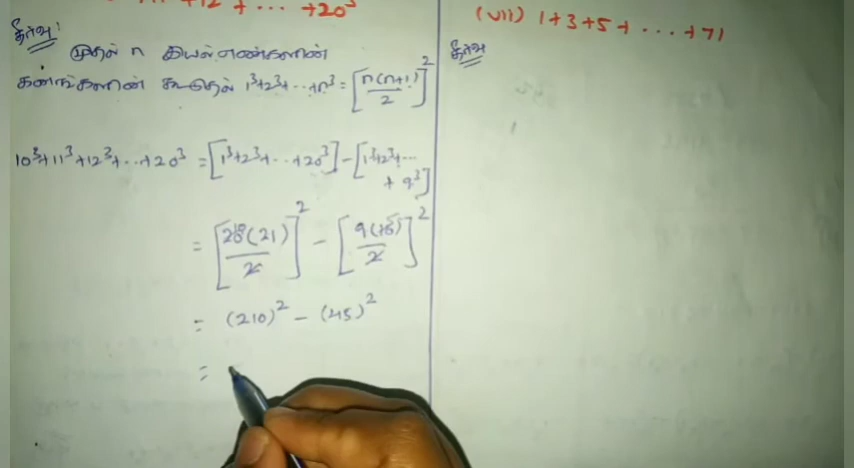 + ... +20³
தீர்வு:
முதல் n இயல் எண்களின்
கனங்களின் கூடுதல் 1³+2³+...+n³ = [n(n+1)/2]²
10³+11³+12³+...+20³ = [1³+2³+...+20³] - [1³+2³+...
+ 9³]
= [20(21)/2]² - [9(10)/2]²
= (210)² - (45)²
=
(vii) 1+3+5+ ... +71
தீர்வு